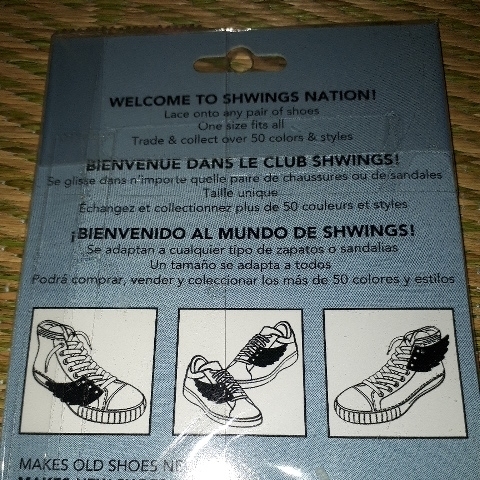 WELCOME TO SHWINGS NATION!
Lace onto any pair of shoes
One size fits all
Trade & collect over 50 colors & styles
BIENVENUE DANS LE CLUB SHWINGS!
Se glisse dans n'importe quelle paire de chaussures ou de sandales
Taille unique
Échangez et collectionnez plus de 50 couleurs et styles
¡BIENVENIDO AL MUNDO DE SHWINGS!
Se adaptan a cualquier tipo de zapatos o sandalias
Un tamaño se adapta a todos
Podrá comprar, vender y coleccionar los más de 50 colores y estilos
MAKES OLD SHOES
MAKES NEW